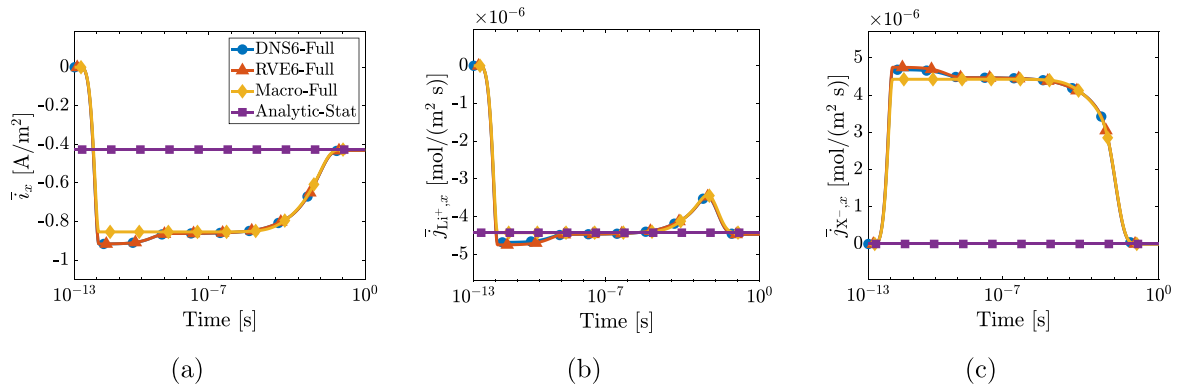 ×10⁻⁶
×10⁻⁶
DNS6-Full
RVE6-Full
Macro-Full
Analytic-Stat
0
-0.2
-0.4
-0.6
-0.8
-1
i̅ₓ [A/m²]
10⁻¹³
10⁻⁷
10⁰
Time [s]
(a)
0
-1
-2
-3
-4
-5
j̅_Li⁺,ₓ [mol/(m² s)]
10⁻¹³
10⁻⁷
10⁰
Time [s]
(b)
5
4
3
2
1
0
j̅_X⁻,ₓ [mol/(m² s)]
10⁻¹³
10⁻⁷
10⁰
Time [s]
(c)